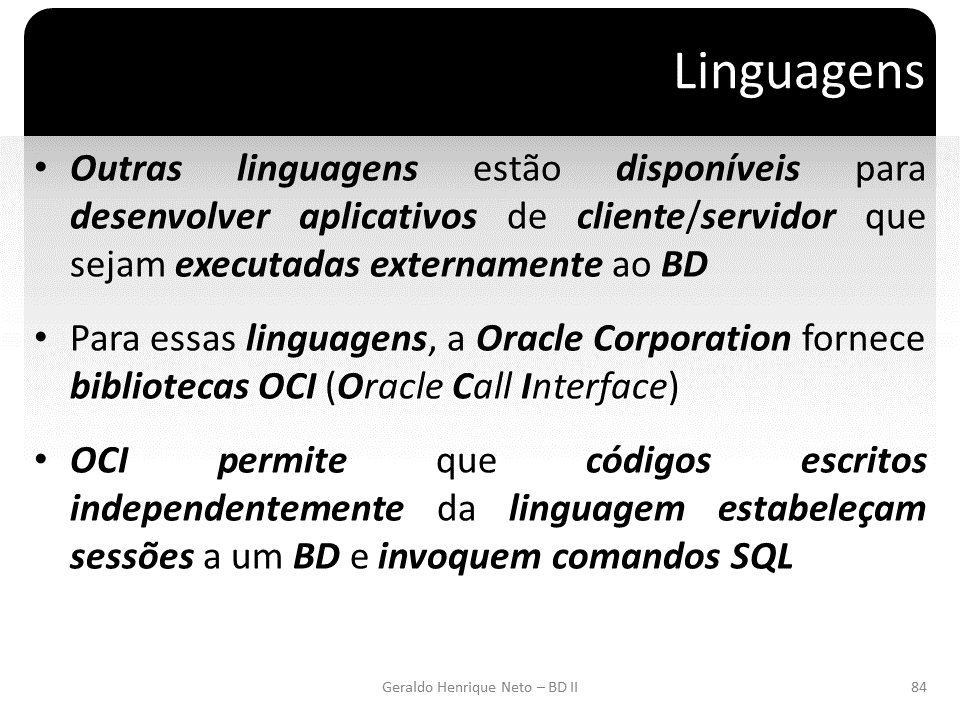 Linguagens
• Outras linguagens estão disponíveis para
desenvolver aplicativos de cliente/servidor que
sejam executadas externamente ao BD
• Para essas linguagens, a Oracle Corporation fornece
bibliotecas OCI (Oracle Call Interface)
• OCI permite que códigos escritos
independentemente da linguagem estabeleçam
sessões a um BD e invoquem comandos SQL
Geraldo Henrique Neto – BD II
84